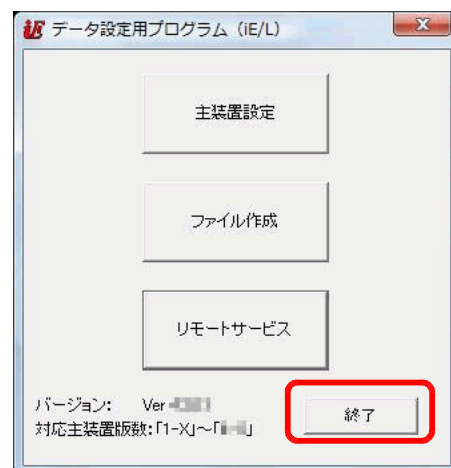 iE データ設定用プログラム (iE/L)
主装置設定
ファイル作成
リモートサービス
バージョン: Ver
対応主装置版数:「1-X」~「」
終了